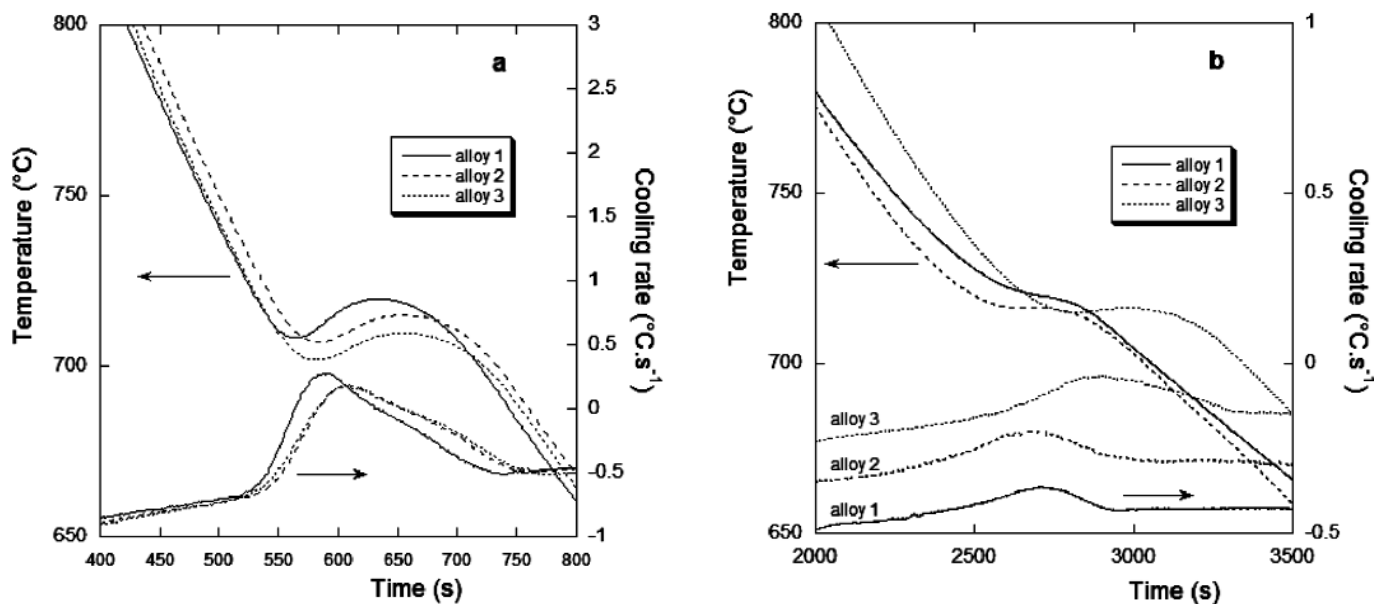 a
800
750
700
650
Temperature (°C)
alloy 1
alloy 2
alloy 3
3
2.5
2
1.5
1
0.5
0
-0.5
-1
Cooling rate (°C.s-1)
400 450 500 550 600 650 700 750 800
Time (s)
b
800
750
700
650
Temperature (°C)
alloy 1
alloy 2
alloy 3
alloy 3
alloy 2
alloy 1
1
0.5
0
-0.5
Cooling rate (°C.s-1)
2000 2500 3000 3500
Time (s)